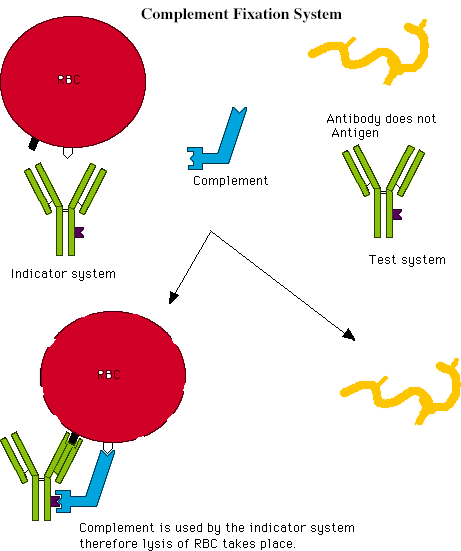 Complement Fixation System
RBC
Antibody does not
Antigen
Complement
Indicator system
Test system
RBC
Complement is used by the indicator system
therefore lysis of RBC takes place.